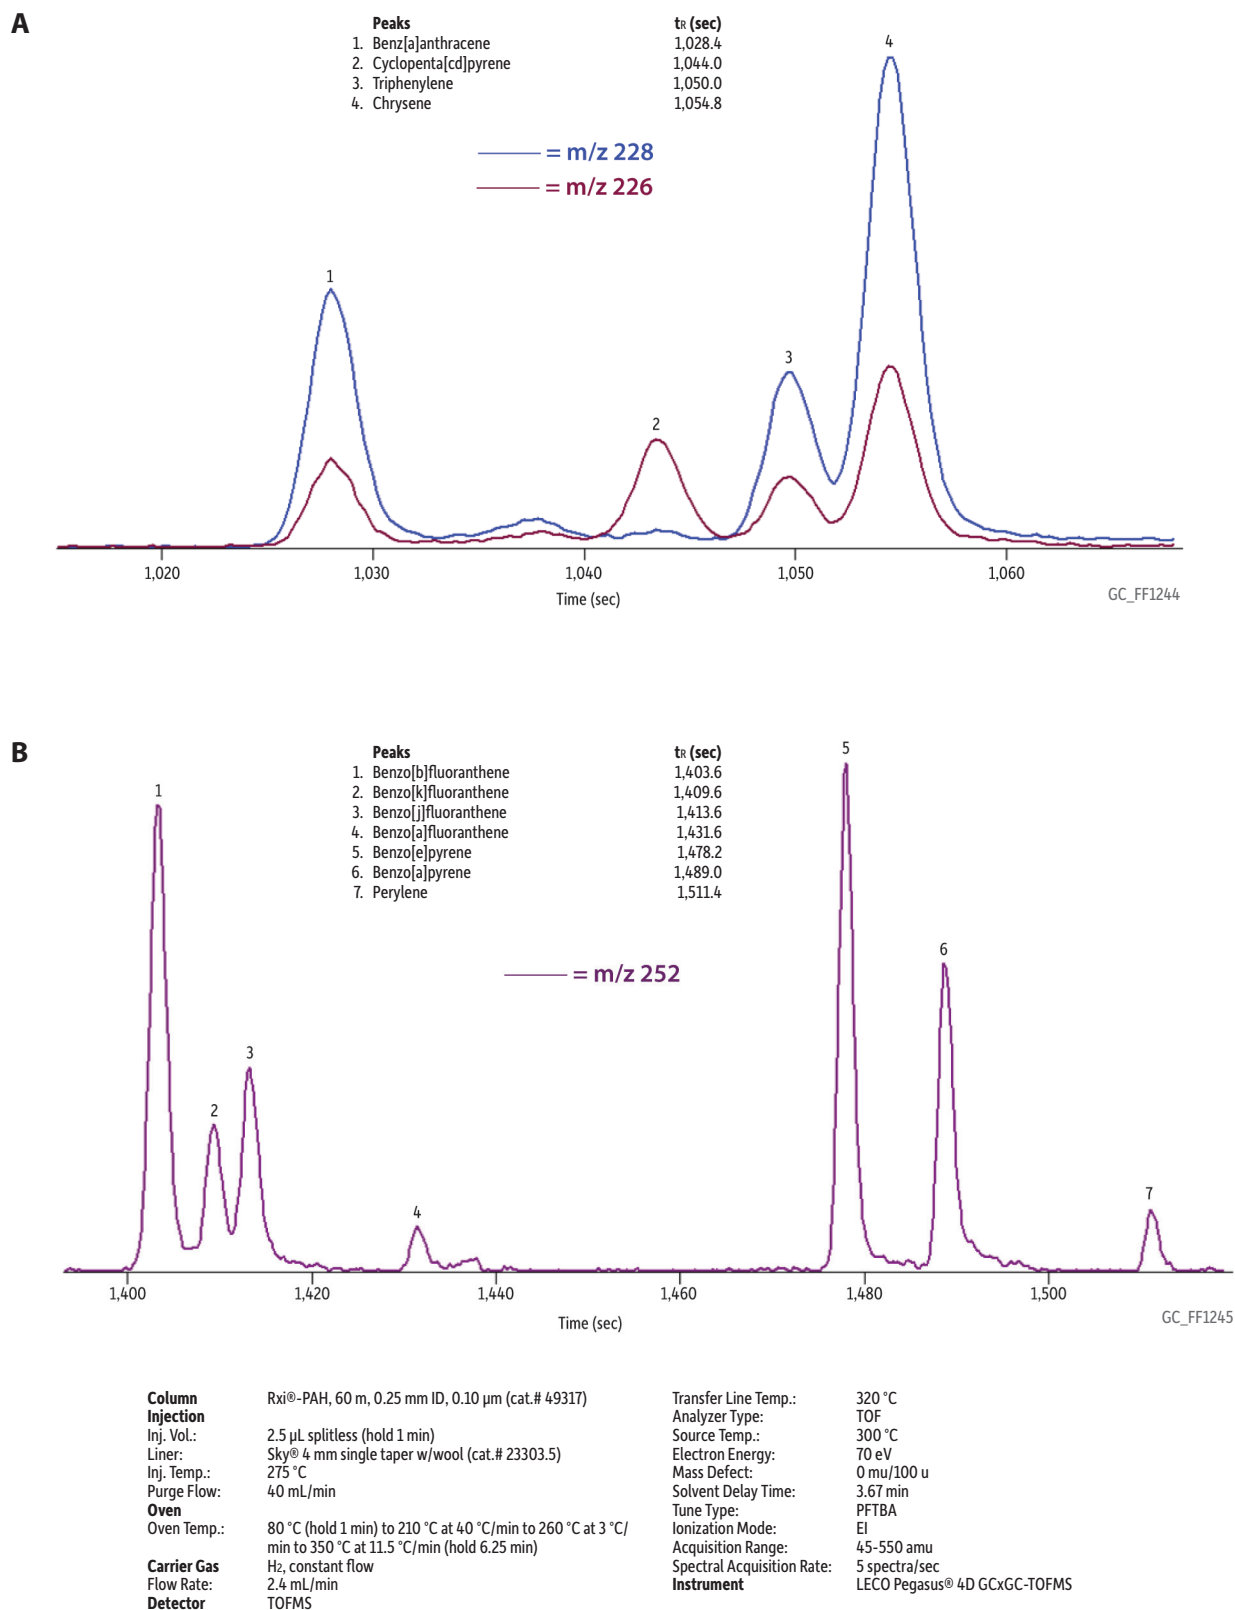 A
Peaks tR (sec)
1. Benz[a]anthracene 1,028.4
2. Cyclopenta[cd]pyrene 1,044.0
3. Triphenylene 1,050.0
4. Chrysene 1,054.8
= m/z 228
= m/z 226
1
2
3
4
1,020 1,030 1,040 1,050 1,060
Time (sec)
GC_FF1244
B
Peaks tR (sec)
1. Benzo[b]fluoranthene 1,403.6
2. Benzo[k]fluoranthene 1,409.6
3. Benzo[j]fluoranthene 1,413.6
4. Benzo[a]fluoranthene 1,431.6
5. Benzo[e]pyrene 1,478.2
6. Benzo[a]pyrene 1,489.0
7. Perylene 1,511.4
= m/z 252
1
2
3
4
5
6
7
1,400 1,420 1,440 1,460 1,480 1,500
Time (sec)
GC_FF1245
Column Rxi®-PAH, 60 m, 0.25 mm ID, 0.10 µm (cat.# 49317)
Injection
Inj. Vol.: 2.5 µL splitless (hold 1 min)
Liner: Sky® 4 mm single taper w/wool (cat.# 23303.5)
Inj. Temp.: 275 °C
Purge Flow: 40 mL/min
Oven
Oven Temp.: 80 °C (hold 1 min) to 210 °C at 40 °C/min to 260 °C at 3 °C/
min to 350 °C at 11.5 °C/min (hold 6.25 min)
Carrier Gas H2, constant flow
Flow Rate: 2.4 mL/min
Detector TOFMS
Transfer Line Temp.: 320 °C
Analyzer Type: TOF
Source Temp.: 300 °C
Electron Energy: 70 eV
Mass Defect: 0 mu/100 u
Solvent Delay Time: 3.67 min
Tune Type: PFTBA
Ionization Mode: EI
Acquisition Range: 45-550 amu
Spectral Acquisition Rate: 5 spectra/sec
Instrument LECO Pegasus® 4D GCxGC-TOFMS